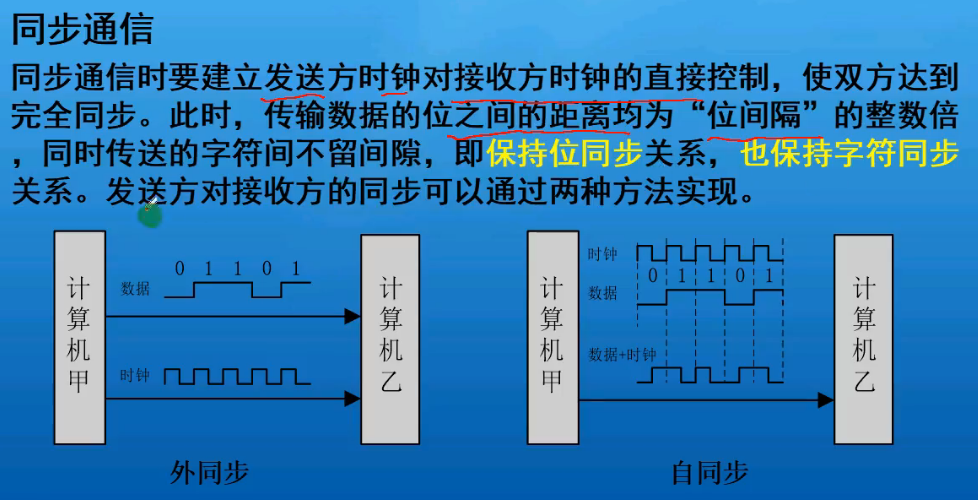 同步通信
同步通信时要建立发送方时钟对接收方时钟的直接控制，使双方达到
完全同步。此时，传输数据的位之间的距离均为“位间隔”的整数倍
，同时传送的字符间不留间隙，即保持位同步关系，也保持字符同步
关系。发送方对接收方的同步可以通过两种方法实现。
计算机甲
数据
0 1 1 0 1
时钟
计算机乙
外同步
计算机甲
时钟
0 1 1 0 1
数据
数据+时钟
计算机乙
自同步